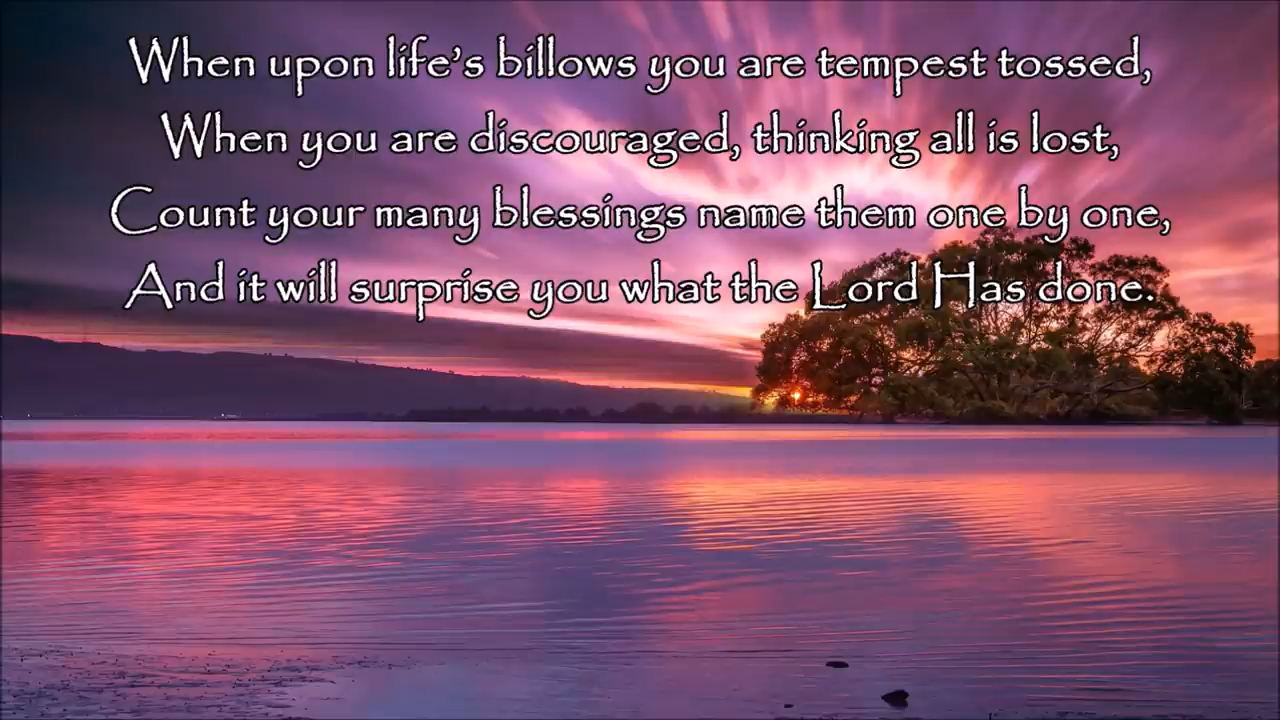 When upon life's billows you are tempest tossed,
When you are discouraged, thinking all is lost,
Count your many blessings name them one by one,
And it will surprise you what the Lord Has done.